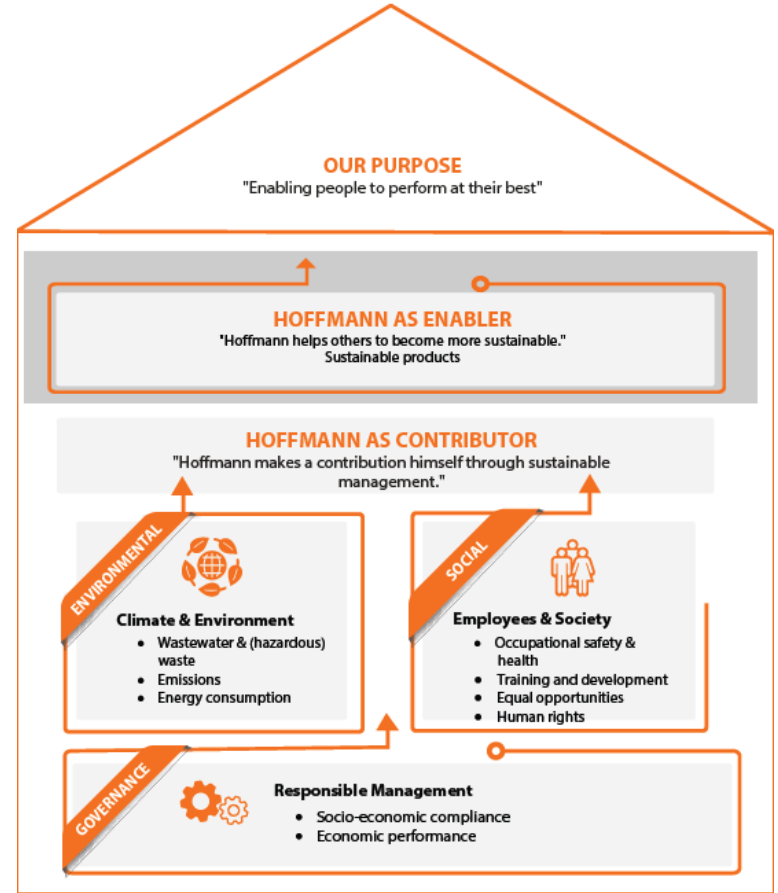 OUR PURPOSE
"Enabling people to perform at their best"
HOFFMANN AS ENABLER
"Hoffmann helps others to become more sustainable."
Sustainable products
HOFFMANN AS CONTRIBUTOR
"Hoffmann makes a contribution himself through sustainable
management."
ENVIRONMENTAL
Climate & Environment
• Wastewater & (hazardous)
waste
• Emissions
• Energy consumption
SOCIAL
Employees & Society
• Occupational safety &
health
• Training and development
• Equal opportunities
• Human rights
GOVERNANCE
Responsible Management
• Socio-economic compliance
• Economic performance